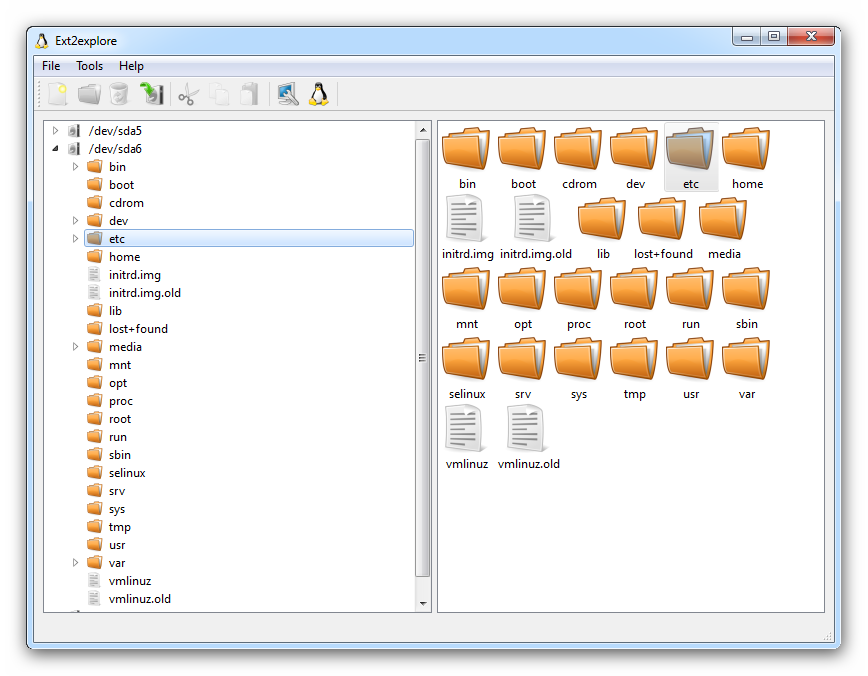 Ext2explore
File Tools Help
/dev/sda5
/dev/sda6
bin
boot
cdrom
dev
etc
home
initrd.img
initrd.img.old
lib
lost+found
media
mnt
opt
proc
root
run
sbin
selinux
srv
sys
tmp
usr
var
vmlinuz
vmlinuz.old
bin boot cdrom dev etc home
initrd.img initrd.img.old lib lost+found media
mnt opt proc root run sbin
selinux srv sys tmp usr var
vmlinuz vmlinuz.old